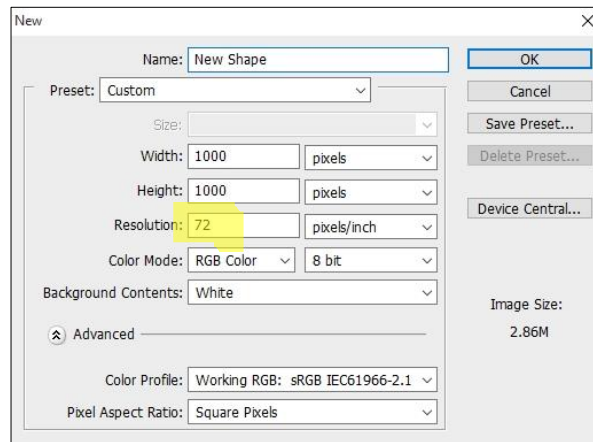 New
Name: New Shape
OK
Preset: Custom
Cancel
Size:
Save Preset...
Width: 1000 pixels
Delete Preset...
Height: 1000 pixels
Device Central...
Resolution: 72 pixels/inch
Color Mode: RGB Color 8 bit
Background Contents: White
Image Size:
2.86M
Advanced
Color Profile: Working RGB: sRGB IEC61966-2.1
Pixel Aspect Ratio: Square Pixels